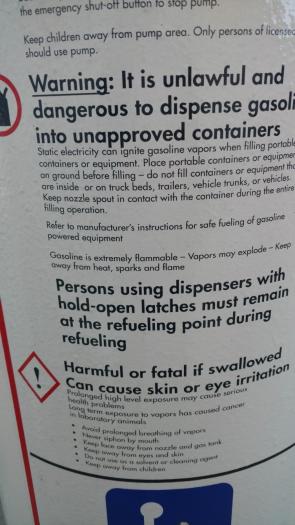 the emergency shut-off button to stop pump.
Keep children away from pump area. Only persons of licensed
should use pump.
Warning: It is unlawful and
dangerous to dispense gasoli
into unapproved containers
Static electricity can ignite gasoline vapors when filling portable
containers or equipment. Place portable containers or equipmen
on ground before filling – do not fill containers or equipment tha
are inside or on truck beds, trailers, vehicle trunks, or vehicles.
Keep nozzle spout in contact with the container during the entire
filling operation.
Refer to manufacturer's instructions for safe fueling of gasoline
powered equipment
Gasoline is extremely flammable – Vapors may explode – Keep
away from heat, sparks and flame
Persons using dispensers with
hold-open latches must remain
at the refueling point during
refueling
!
Harmful or fatal if swallowed
Can cause skin or eye irritation
Prolonged high level exposure may cause serious
health problems
Long term exposure to vapors has caused cancer
in laboratory animals
• Avoid prolonged breathing of vapors
• Never siphon by mouth
• Keep face away from nozzle and gas tank
• Keep away from eyes and skin
• Do not use as a solvent or cleaning agent
• Keep away from children